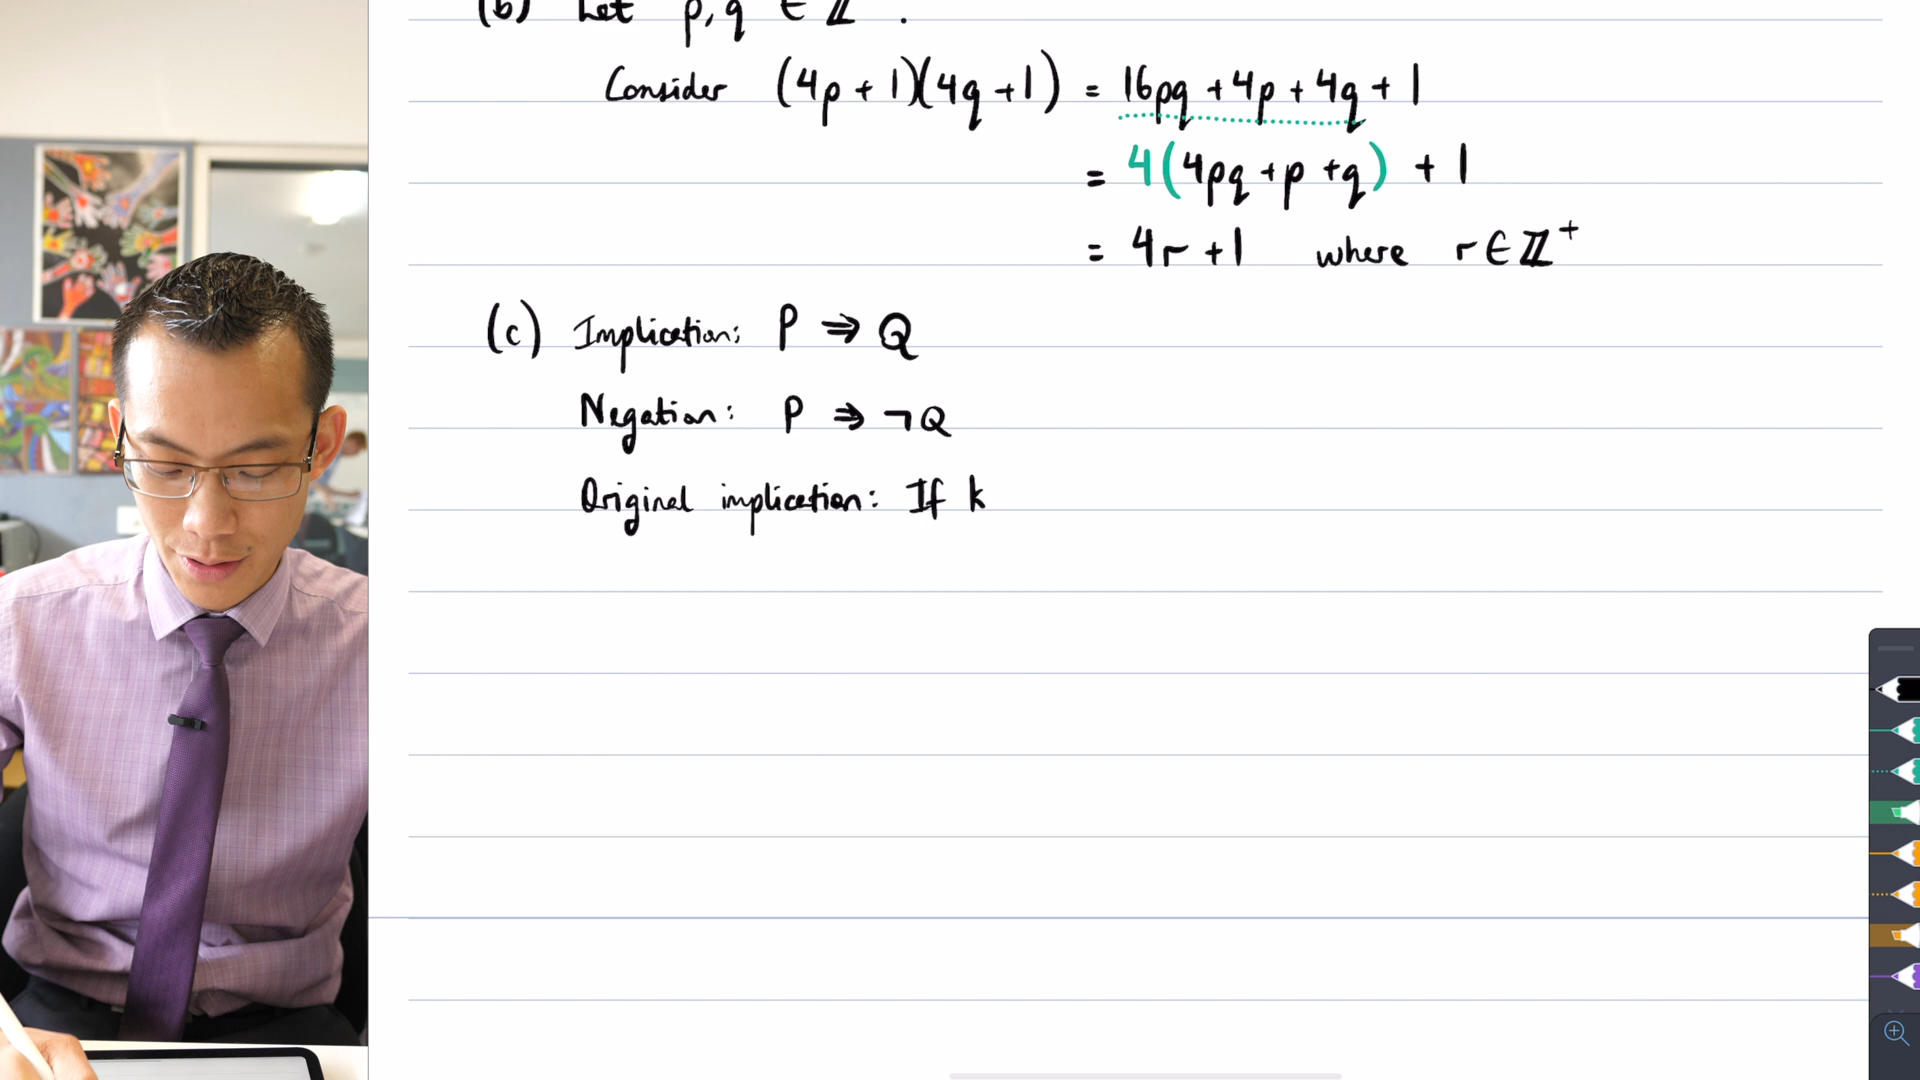 (b) Let p, q ∈ ℤ .
Consider (4p + 1)(4q + 1) = 16pq + 4p + 4q + 1
= 4(4pq + p + q) + 1
= 4r + 1 where r ∈ ℤ⁺
(c) Implication: P ⇒ Q
Negation: P ⇒ ¬Q
Original implication: If k